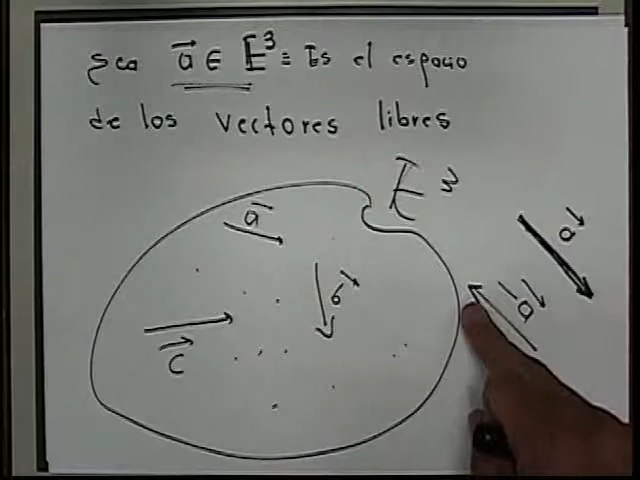 Sea a⃗ ∈ E³ ≡ Es el espacio
de los vectores libres
E³
a⃗
a⃗
b⃗
-a⃗
c⃗